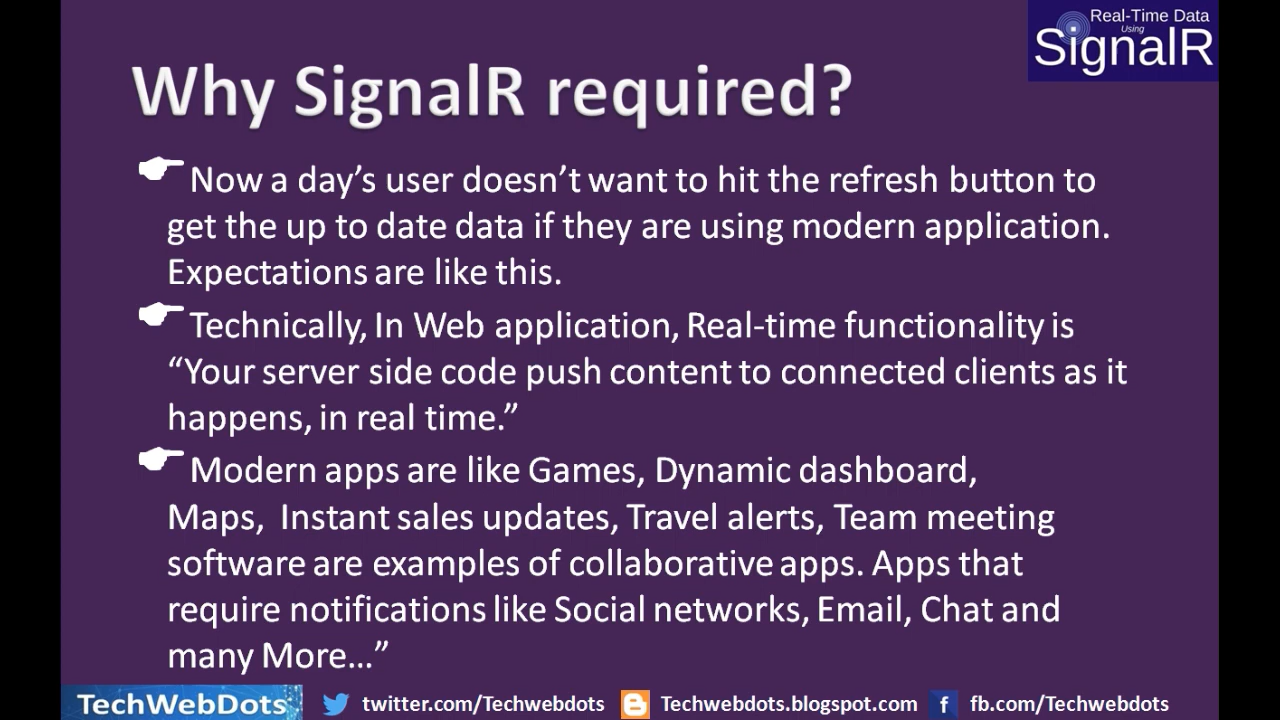 Real-Time Data
Using
SignalR
Why SignalR required?
Now a day’s user doesn’t want to hit the refresh button to
get the up to date data if they are using modern application.
Expectations are like this.
Technically, In Web application, Real-time functionality is
“Your server side code push content to connected clients as it
happens, in real time.”
Modern apps are like Games, Dynamic dashboard,
Maps,  Instant sales updates, Travel alerts, Team meeting
software are examples of collaborative apps. Apps that
require notifications like Social networks, Email, Chat and
many More…”
TechWebDots twitter.com/Techwebdots Techwebdots.blogspot.com fb.com/Techwebdots